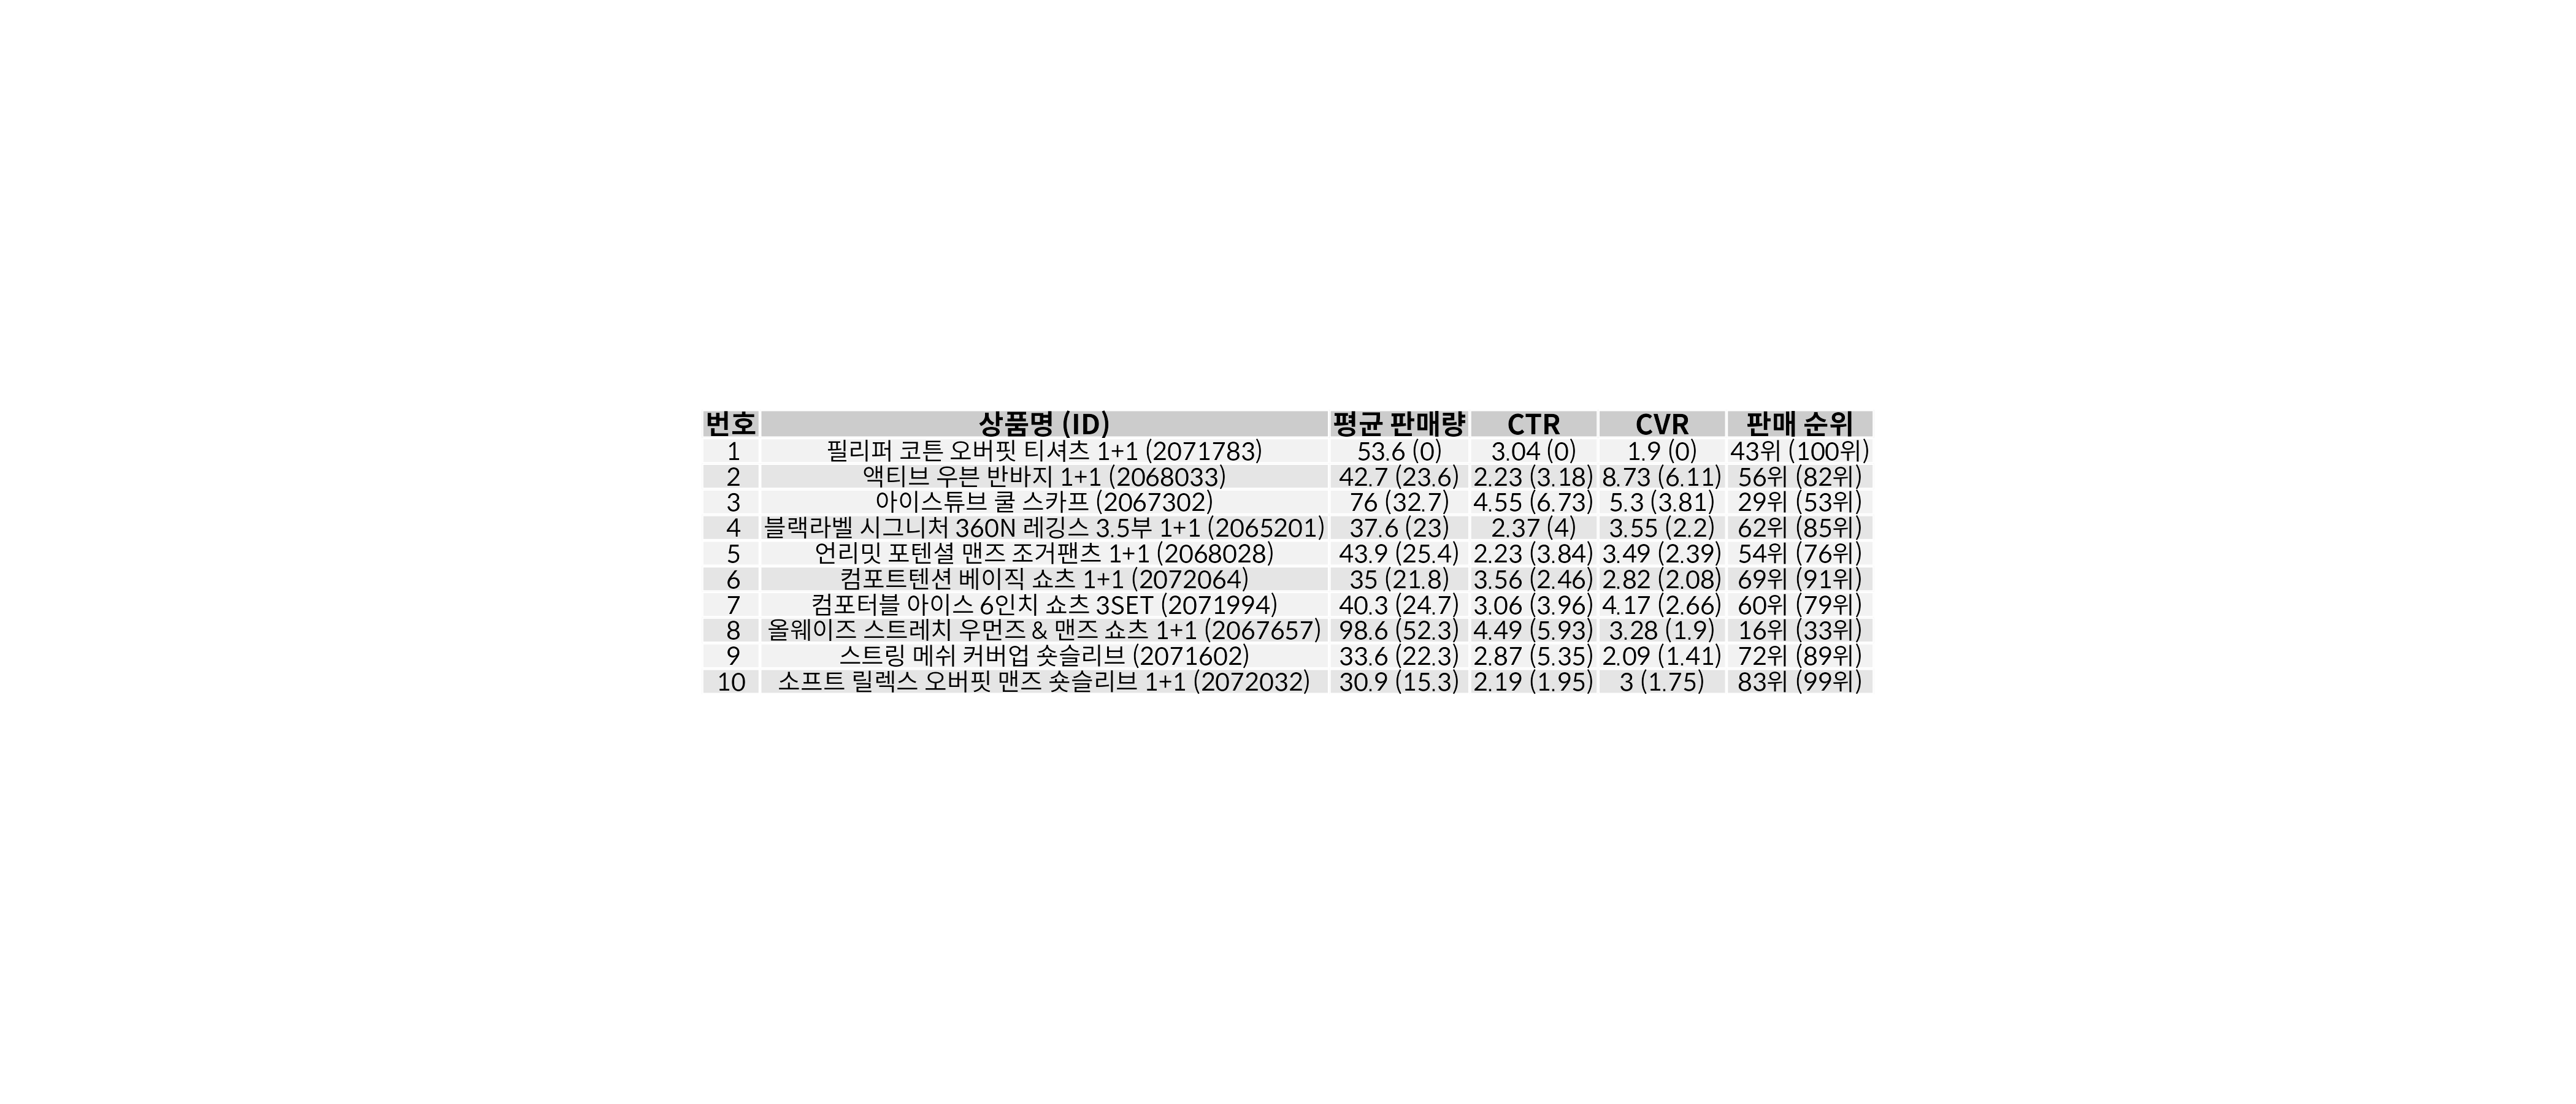 번호 상품명 (ID) 평균 판매량 CTR CVR 판매 순위
1 필리퍼 코튼 오버핏 티셔츠 1+1 (2071783) 53.6 (0) 3.04 (0) 1.9 (0) 43위 (100위)
2 액티브 우븐 반바지 1+1 (2068033) 42.7 (23.6) 2.23 (3.18) 8.73 (6.11) 56위 (82위)
3 아이스튜브 쿨 스카프 (2067302) 76 (32.7) 4.55 (6.73) 5.3 (3.81) 29위 (53위)
4 블랙라벨 시그니처 360N 레깅스 3.5부 1+1 (2065201) 37.6 (23) 2.37 (4) 3.55 (2.2) 62위 (85위)
5 언리밋 포텐셜 맨즈 조거팬츠 1+1 (2068028) 43.9 (25.4) 2.23 (3.84) 3.49 (2.39) 54위 (76위)
6 컴포트텐션 베이직 쇼츠 1+1 (2072064) 35 (21.8) 3.56 (2.46) 2.82 (2.08) 69위 (91위)
7 컴포터블 아이스 6인치 쇼츠 3SET (2071994) 40.3 (24.7) 3.06 (3.96) 4.17 (2.66) 60위 (79위)
8 올웨이즈 스트레치 우먼즈 & 맨즈 쇼츠 1+1 (2067657) 98.6 (52.3) 4.49 (5.93) 3.28 (1.9) 16위 (33위)
9 스트링 메쉬 커버업 숏슬리브 (2071602) 33.6 (22.3) 2.87 (5.35) 2.09 (1.41) 72위 (89위)
10 소프트 릴렉스 오버핏 맨즈 숏슬리브 1+1 (2072032) 30.9 (15.3) 2.19 (1.95) 3 (1.75) 83위 (99위)